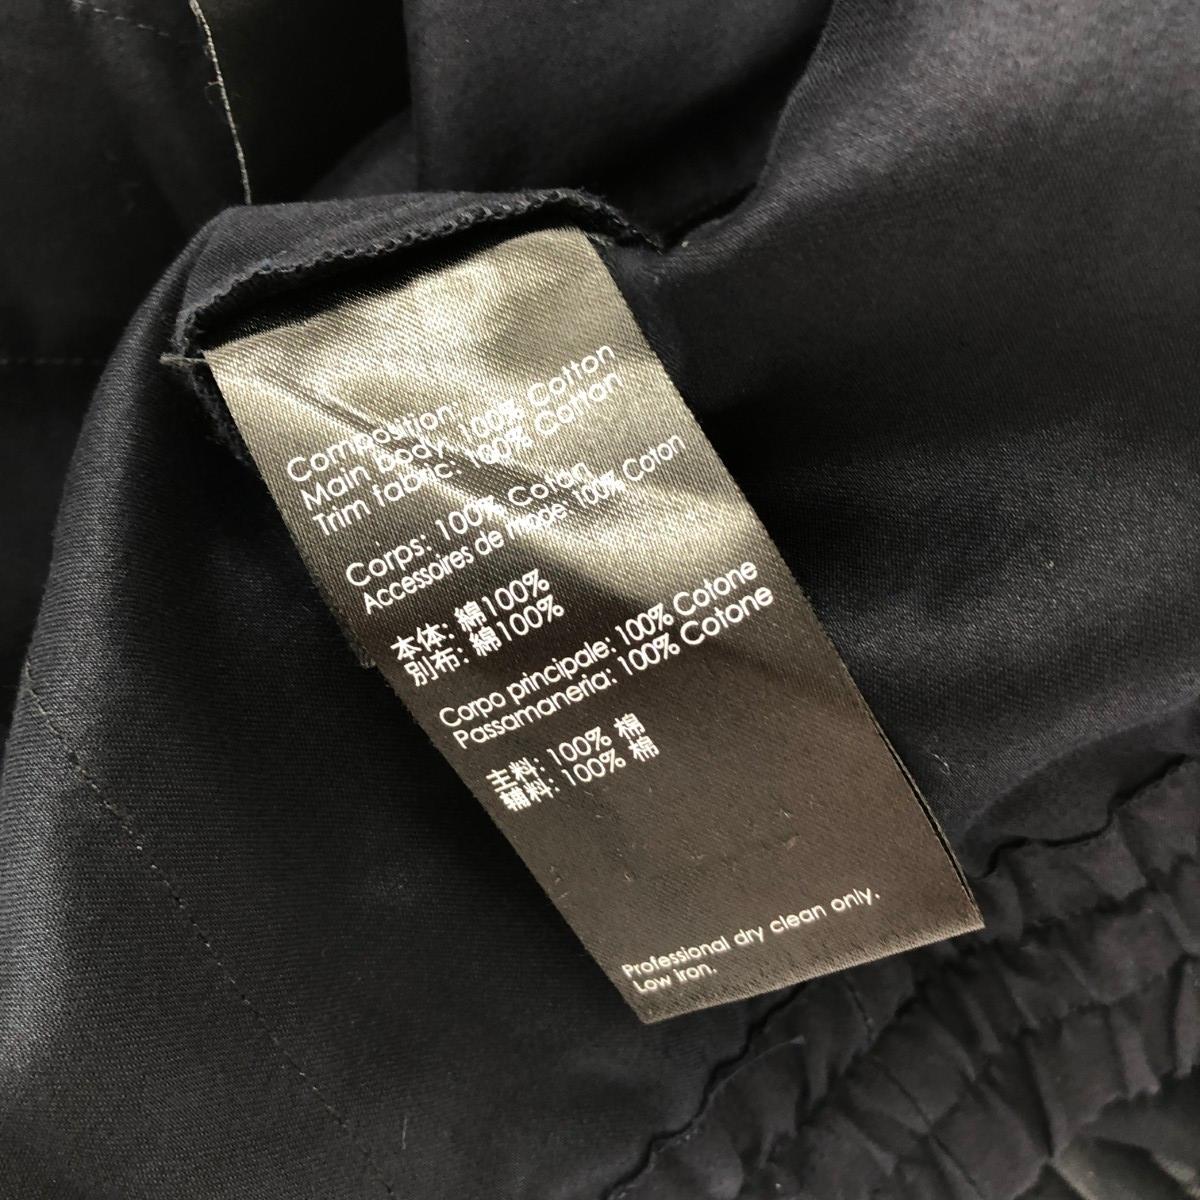 Composition:
Main body: 100% Cotton
Trim fabric: 100% Cotton
Corps: 100% Coton
Accessoires de mode: 100% Coton
本体: 綿100%
別布: 綿100%
Corpo principale: 100% Cotone
Passamaneria: 100% Cotone
主料: 100% 棉
輔料: 100% 棉
Professional dry clean only.
Low iron.